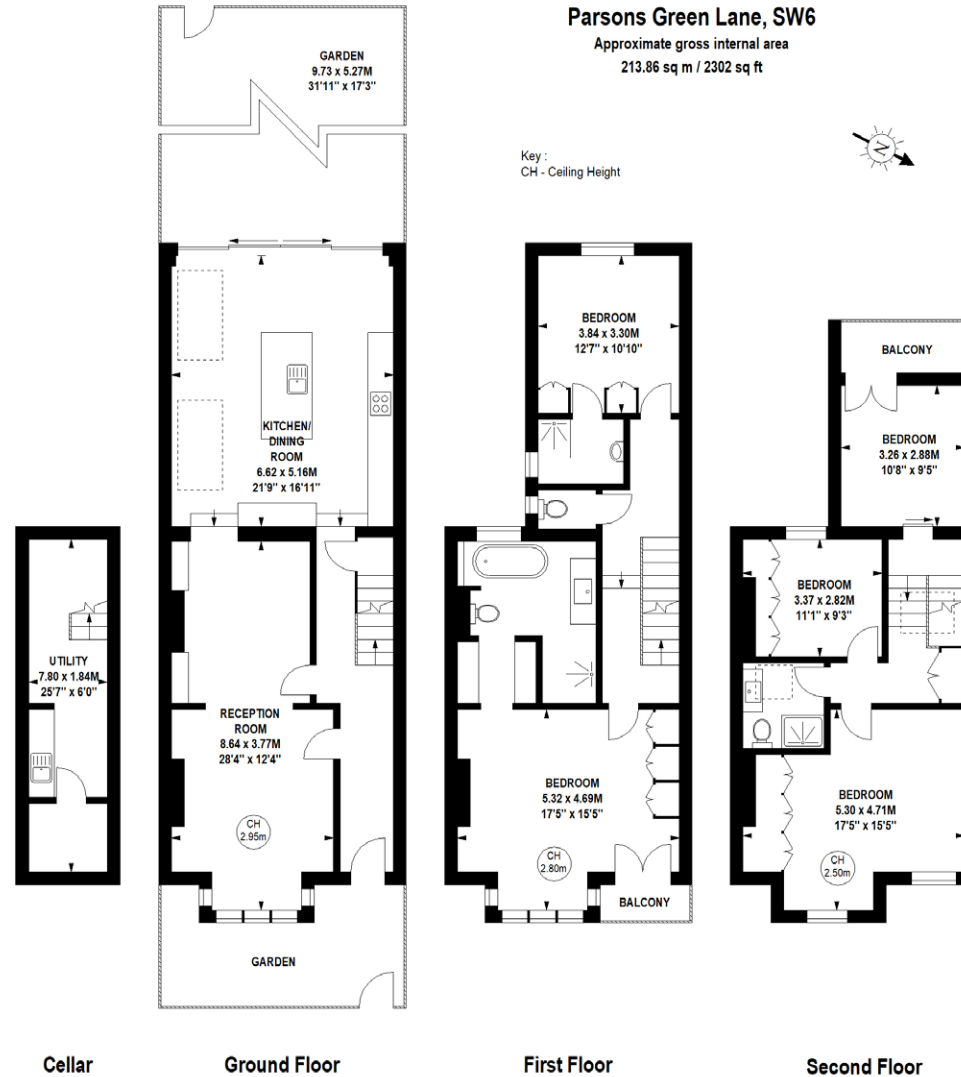 Parsons Green Lane, SW6
Approximate gross internal area
213.86 sq m / 2302 sq ft
Key :
CH - Ceiling Height
N
GARDEN
9.73 x 5.27M
31'11" x 17'3"
KITCHEN/
DINING
ROOM
6.62 x 5.16M
21'9" x 16'11"
UTILITY
7.80 x 1.84M
25'7" x 6'0"
RECEPTION
ROOM
8.64 x 3.77M
28'4" x 12'4"
CH
2.95m
GARDEN
BEDROOM
3.84 x 3.30M
12'7" x 10'10"
BEDROOM
5.32 x 4.69M
17'5" x 15'5"
CH
2.80m
BALCONY
BALCONY
BEDROOM
3.26 x 2.88M
10'8" x 9'5"
BEDROOM
3.37 x 2.82M
11'1" x 9'3"
BEDROOM
5.30 x 4.71M
17'5" x 15'5"
CH
2.50m
Cellar
Ground Floor
First Floor
Second Floor